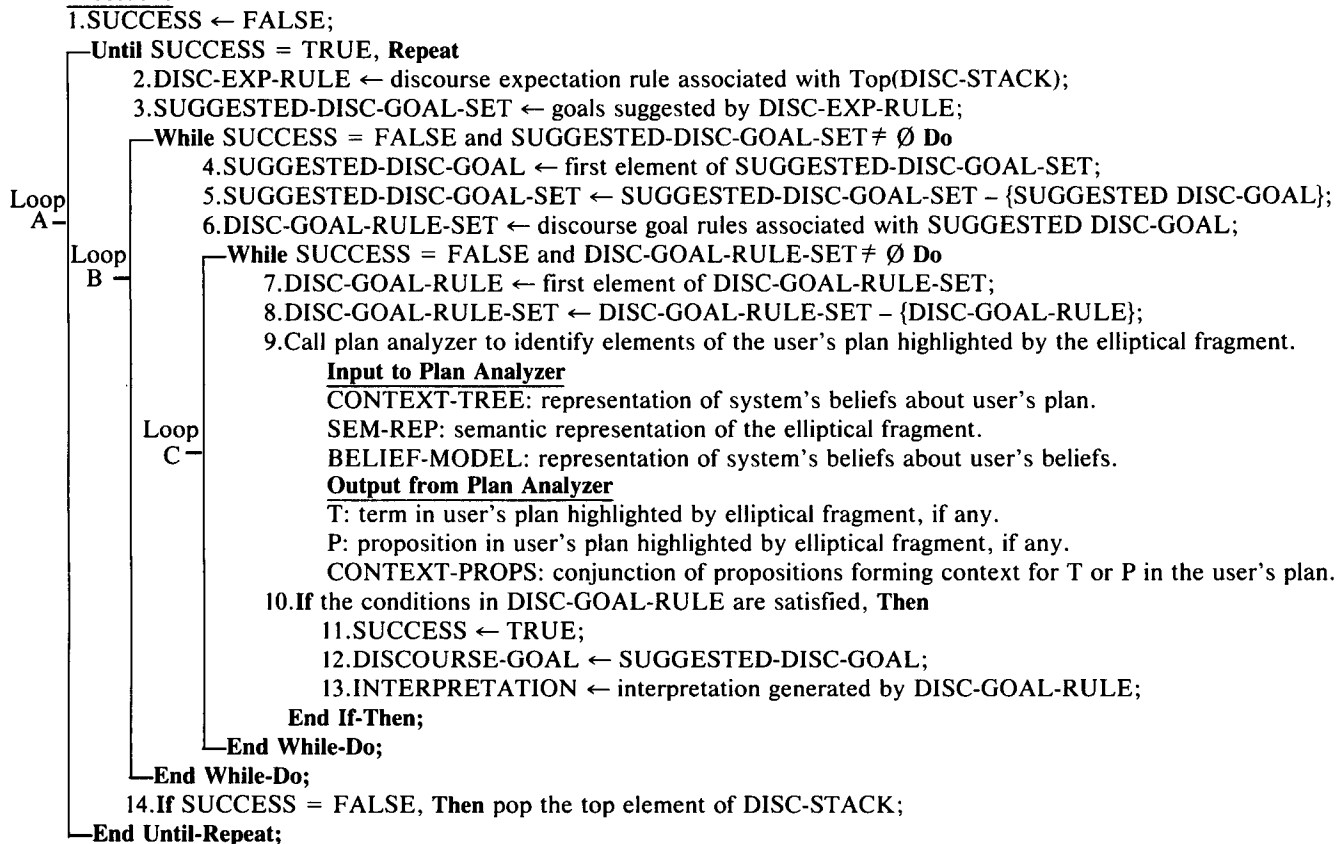 1.SUCCESS ← FALSE;
Until SUCCESS = TRUE, Repeat
2.DISC-EXP-RULE ← discourse expectation rule associated with Top(DISC-STACK);
3.SUGGESTED-DISC-GOAL-SET ← goals suggested by DISC-EXP-RULE;
While SUCCESS = FALSE and SUGGESTED-DISC-GOAL-SET ≠ Ø Do
4.SUGGESTED-DISC-GOAL ← first element of SUGGESTED-DISC-GOAL-SET;
5.SUGGESTED-DISC-GOAL-SET ← SUGGESTED-DISC-GOAL-SET – {SUGGESTED DISC-GOAL};
Loop
A
6.DISC-GOAL-RULE-SET ← discourse goal rules associated with SUGGESTED DISC-GOAL;
Loop
B
While SUCCESS = FALSE and DISC-GOAL-RULE-SET ≠ Ø Do
7.DISC-GOAL-RULE ← first element of DISC-GOAL-RULE-SET;
8.DISC-GOAL-RULE-SET ← DISC-GOAL-RULE-SET – {DISC-GOAL-RULE};
9.Call plan analyzer to identify elements of the user's plan highlighted by the elliptical fragment.
Input to Plan Analyzer
CONTEXT-TREE: representation of system's beliefs about user's plan.
Loop
C
SEM-REP: semantic representation of the elliptical fragment.
BELIEF-MODEL: representation of system's beliefs about user's beliefs.
Output from Plan Analyzer
T: term in user's plan highlighted by elliptical fragment, if any.
P: proposition in user's plan highlighted by elliptical fragment, if any.
CONTEXT-PROPS: conjunction of propositions forming context for T or P in the user's plan.
10.If the conditions in DISC-GOAL-RULE are satisfied, Then
11.SUCCESS ← TRUE;
12.DISCOURSE-GOAL ← SUGGESTED-DISC-GOAL;
13.INTERPRETATION ← interpretation generated by DISC-GOAL-RULE;
End If-Then;
End While-Do;
End While-Do;
14.If SUCCESS = FALSE, Then pop the top element of DISC-STACK;
End Until-Repeat;